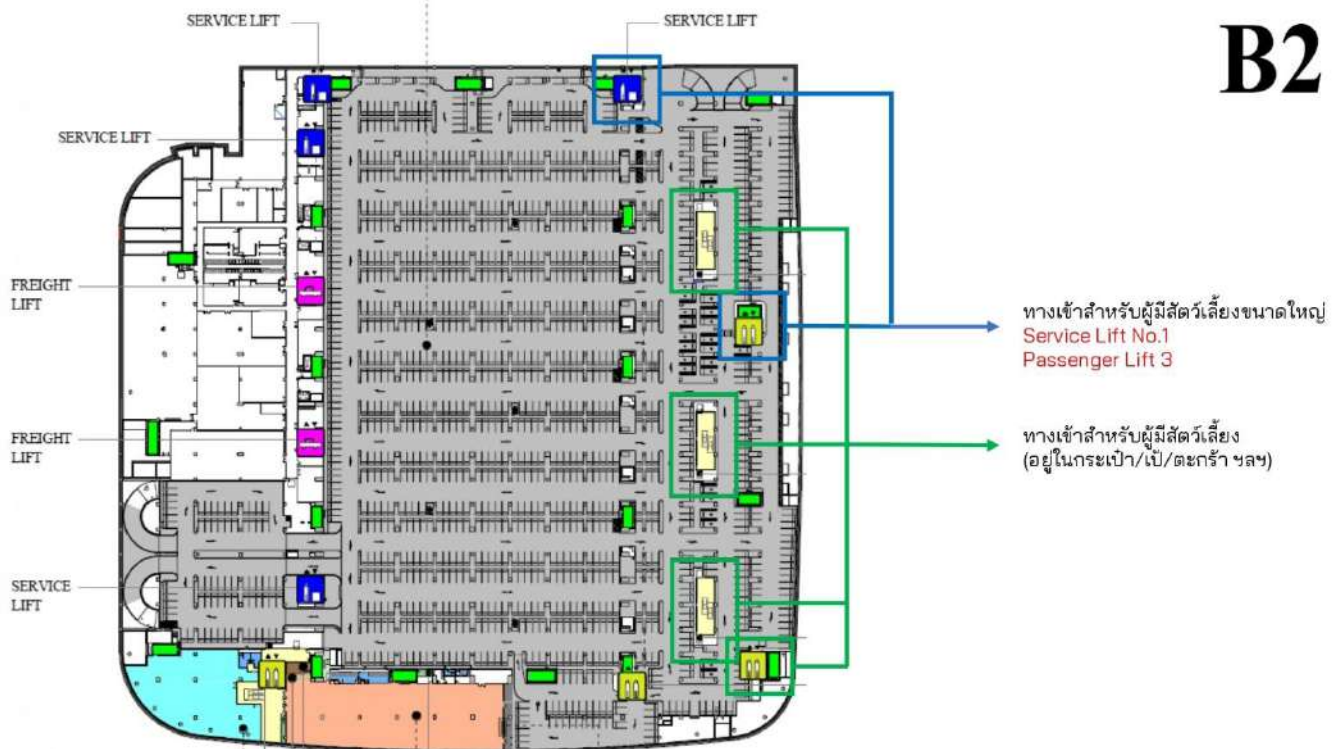 SERVICE LIFT
SERVICE LIFT
B2
SERVICE LIFT
FREIGHT
LIFT
ทางเข้าสำหรับผู้มีสัตว์เลี้ยงขนาดใหญ่
Service Lift No.1
Passenger Lift 3
FREIGHT
LIFT
ทางเข้าสำหรับผู้มีสัตว์เลี้ยง
(อยู่ในกระเป๋า/เป้/ตะกร้า ฯลฯ)
SERVICE
LIFT